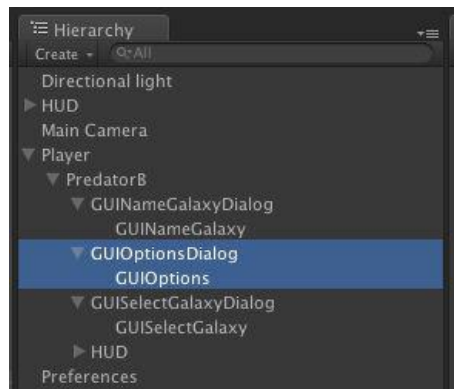 Hierarchy
Create All
Directional light
HUD
Main Camera
Player
PredatorB
GUINameGalaxyDialog
GUINameGalaxy
GUIOptionsDialog
GUIOptions
GUISelectGalaxyDialog
GUISelectGalaxy
HUD
Preferences